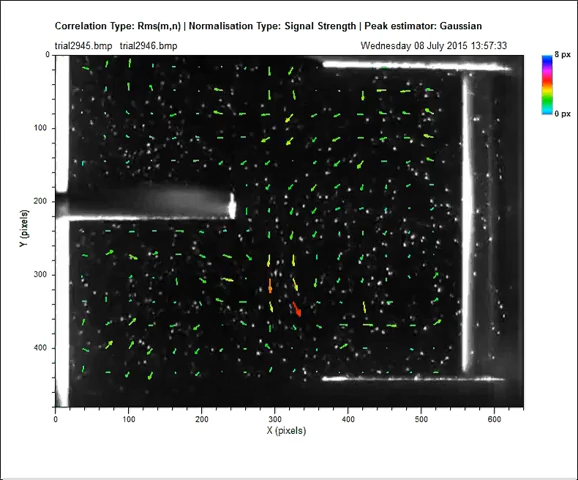 Correlation Type: Rms(m,n) | Normalisation Type: Signal Strength | Peak estimator: Gaussian
trial2945.bmp trial2946.bmp Wednesday 08 July 2015 13:57:33
8 px
0 px
0
100
200
300
400
Y (pixels)
0 100 200 300 400 500 600
X (pixels)